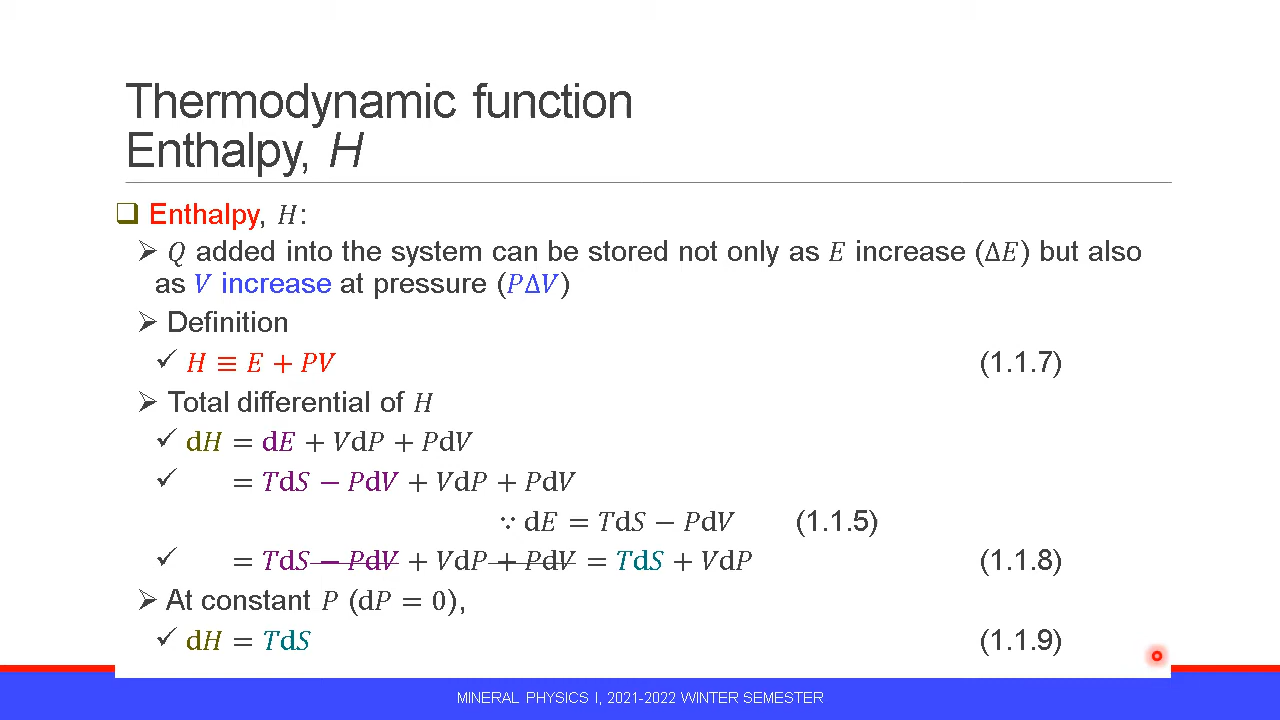 Thermodynamic function
Enthalpy, H
❑ Enthalpy, H:
➢ Q added into the system can be stored not only as E increase (ΔE) but also
as V increase at pressure (PΔV)
➢ Definition
✓ H ≡ E + PV (1.1.7)
➢ Total differential of H
✓ dH = dE + VdP + PdV
✓ = TdS − PdV + VdP + PdV
∵ dE = TdS − PdV (1.1.5)
✓ = TdS − PdV + VdP + PdV = TdS + VdP (1.1.8)
➢ At constant P (dP = 0),
✓ dH = TdS (1.1.9)
MINERAL PHYSICS I, 2021-2022 WINTER SEMESTER